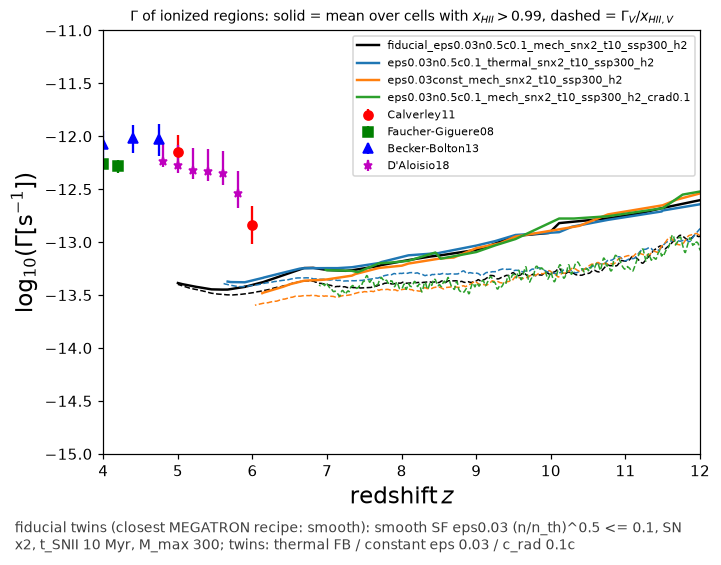 Γ of ionized regions: solid = mean over cells with x_HII > 0.99, dashed = Γ_V/x_HII,V
fiducial_eps0.03n0.5c0.1_mech_snx2_t10_ssp300_h2
eps0.03n0.5c0.1_thermal_snx2_t10_ssp300_h2
eps0.03const_mech_snx2_t10_ssp300_h2
eps0.03n0.5c0.1_mech_snx2_t10_ssp300_h2_crad0.1
Calverley11
Faucher-Giguere08
Becker-Bolton13
D'Aloisio18
log₁₀(Γ[s⁻¹])
−11.0
−11.5
−12.0
−12.5
−13.0
−13.5
−14.0
−14.5
−15.0
4 5 6 7 8 9 10 11 12
redshift z
fiducial twins (closest MEGATRON recipe: smooth): smooth SF eps0.03 (n/n_th)^0.5 <= 0.1, SN
x2, t_SNII 10 Myr, M_max 300; twins: thermal FB / constant eps 0.03 / c_rad 0.1c